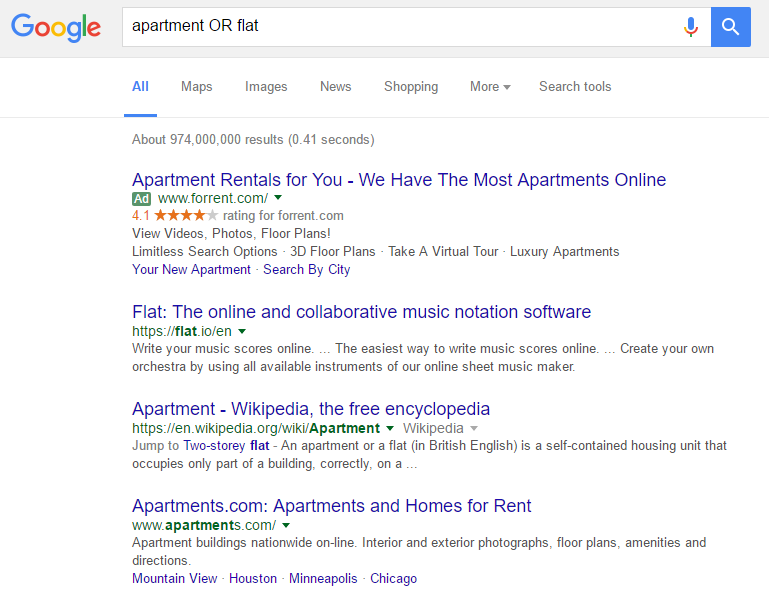 Google
apartment OR flat
All Maps Images News Shopping More Search tools
About 974,000,000 results (0.41 seconds)
Apartment Rentals for You - We Have The Most Apartments Online
Ad www.forrent.com/
4.1 ★★★★★ rating for forrent.com
View Videos, Photos, Floor Plans!
Limitless Search Options · 3D Floor Plans · Take A Virtual Tour · Luxury Apartments
Your New Apartment · Search By City
Flat: The online and collaborative music notation software
https://flat.io/en
Write your music scores online. ... The easiest way to write music scores online. ... Create your own
orchestra by using all available instruments of our online sheet music maker.
Apartment - Wikipedia, the free encyclopedia
https://en.wikipedia.org/wiki/Apartment Wikipedia
Jump to Two-storey flat - An apartment or a flat (in British English) is a self-contained housing unit that
occupies only part of a building, correctly, on a ...
Apartments.com: Apartments and Homes for Rent
www.apartments.com/
Apartment buildings nationwide on-line. Interior and exterior photographs, floor plans, amenities and
directions.
Mountain View · Houston · Minneapolis · Chicago